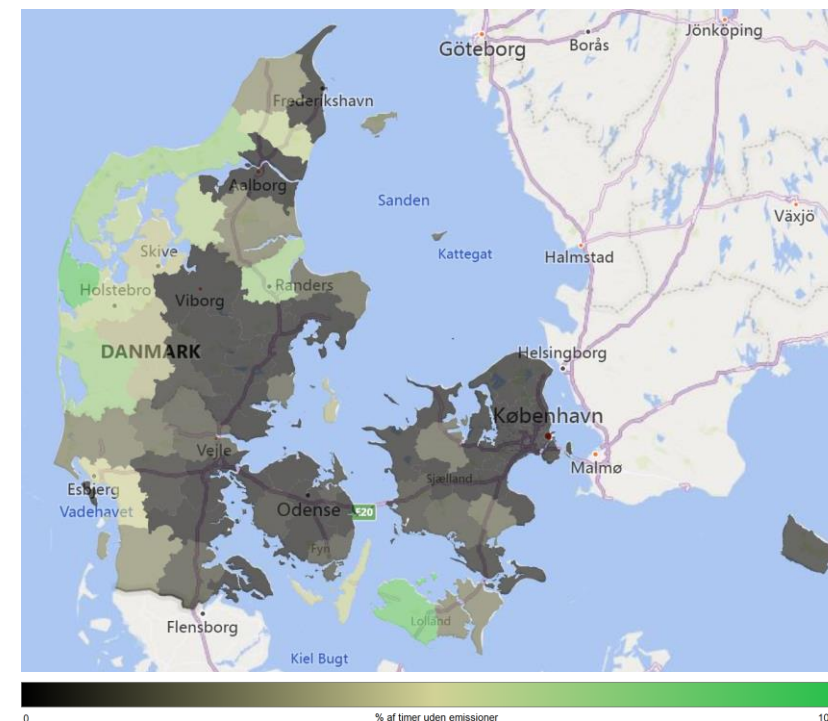 Göteborg
Borås
Jönköping
Frederikshavn
Aalborg
Sanden
Växjö
Skive
Kattegat
Halmstad
Holstebro
Viborg
Randers
DANMARK
Helsingborg
København
Vejle
Malmø
Sjælland
Esbjerg
Vadehavet
Odense
E20
Fyn
Lolland
Flensborg
Kiel Bugt
0 % af timer uden emissioner